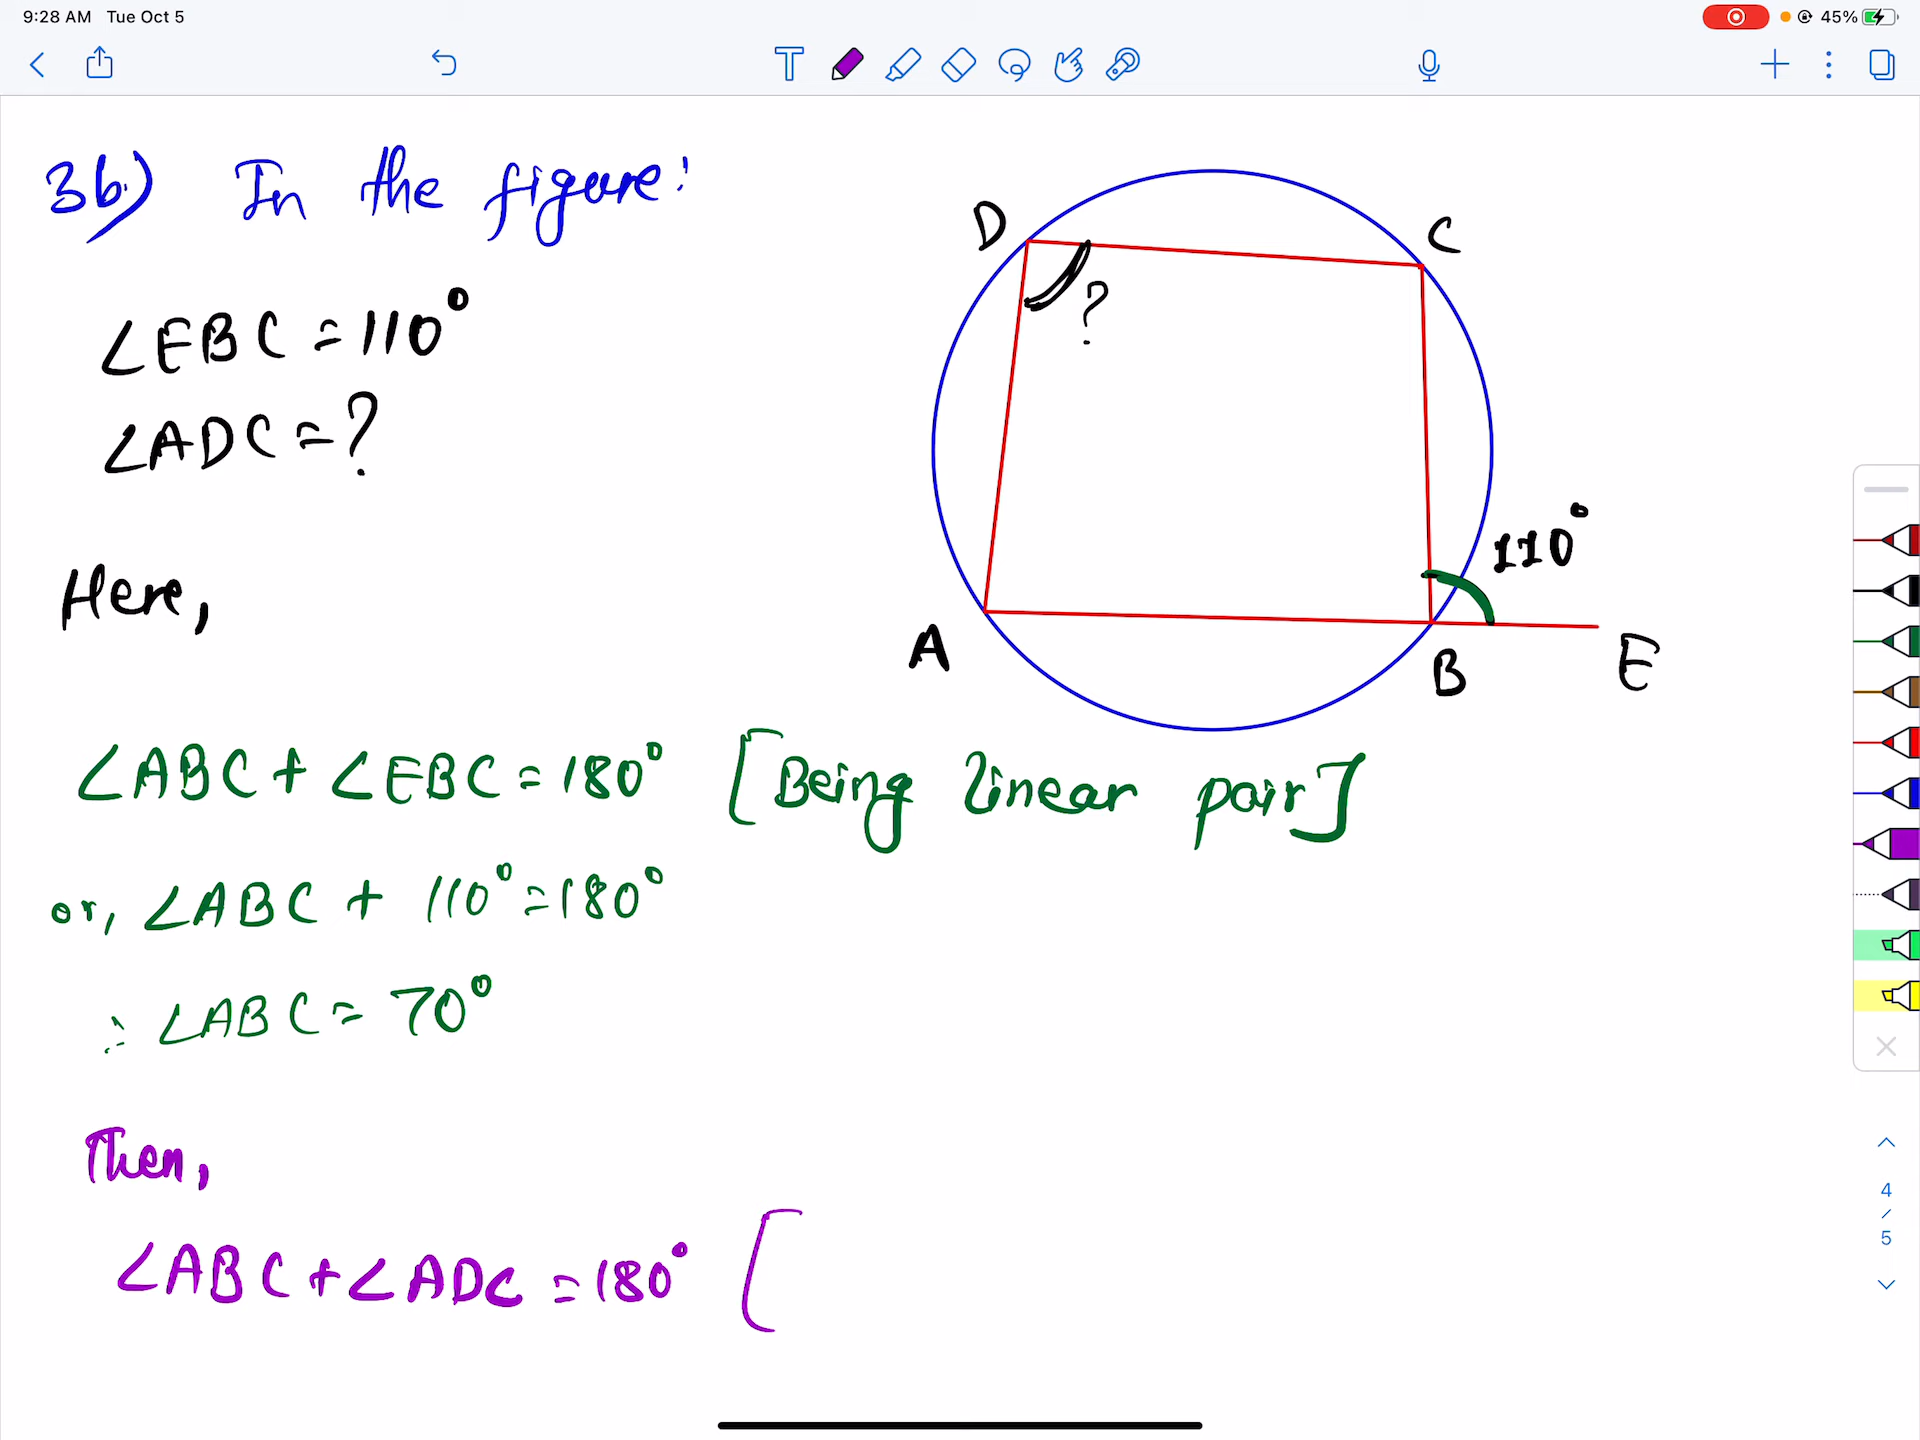 9:28 AM Tue Oct 5
45%
T
3b.) In the figure:
∠EBC = 110°
∠ADC = ?
D
C
?
110°
A
B
E
Here,
∠ABC + ∠EBC = 180° [Being linear pair]
or, ∠ABC + 110° = 180°
∴ ∠ABC = 70°
Then,
∠ABC + ∠ADC = 180° [
4
/
5